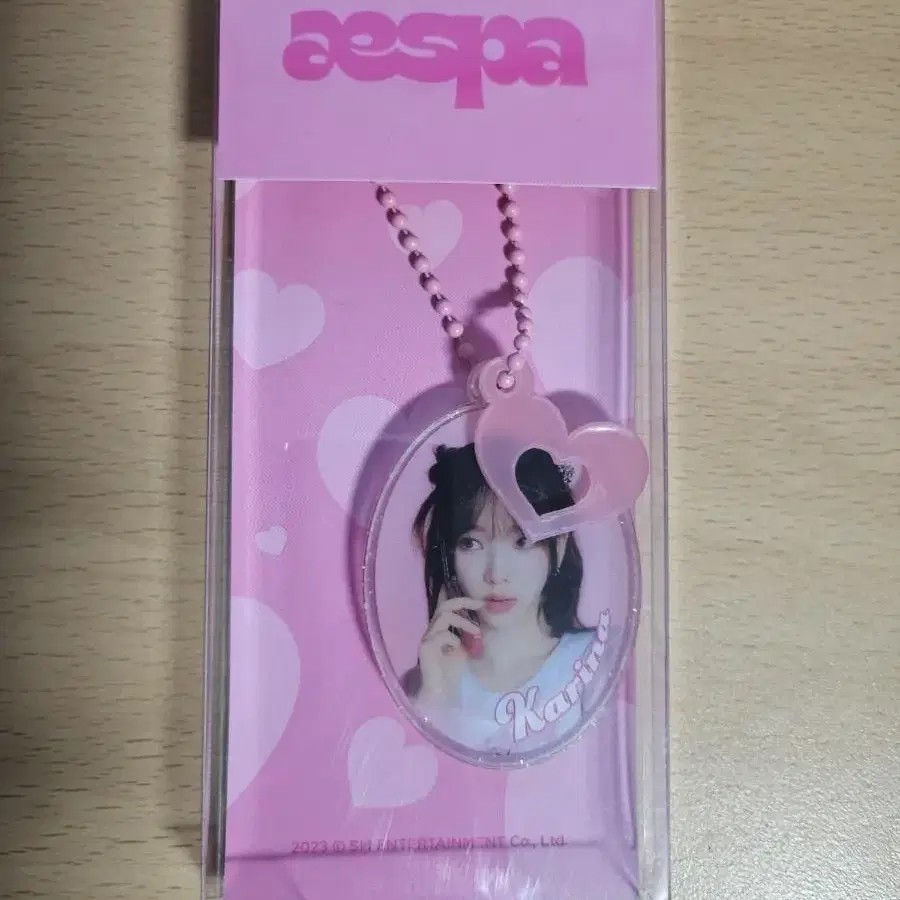 aespa
Karina
2023 © SM ENTERTAINMENT Co., Ltd.